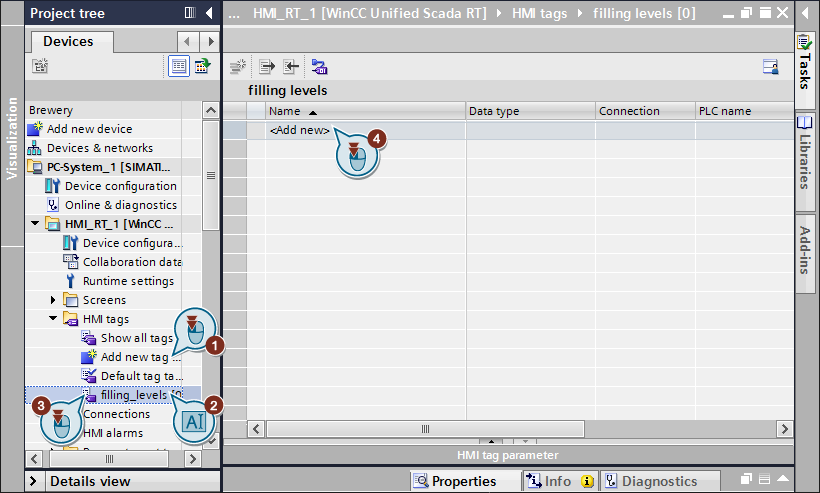 Project tree
... HMI_RT_1 [WinCC Unified Scada RT] HMI tags filling levels [0]
Devices
Visualization
Tasks
Libraries
Add-ins
filling levels
Brewery
Name
Data type
Connection
PLC name
<Add new>
4
Add new device
Devices & networks
PC-System_1 [SIMATI...
Device configuration
Online & diagnostics
HMI_RT_1 [WinCC ...
Device configura...
Collaboration data
Runtime settings
Screens
HMI tags
Show all tags
1
Add new tag ...
Default tag ta...
filling_levels [0]
3
2
AI
Connections
HMI alarms
HMI tag parameter
Details view
Properties
Info
Diagnostics